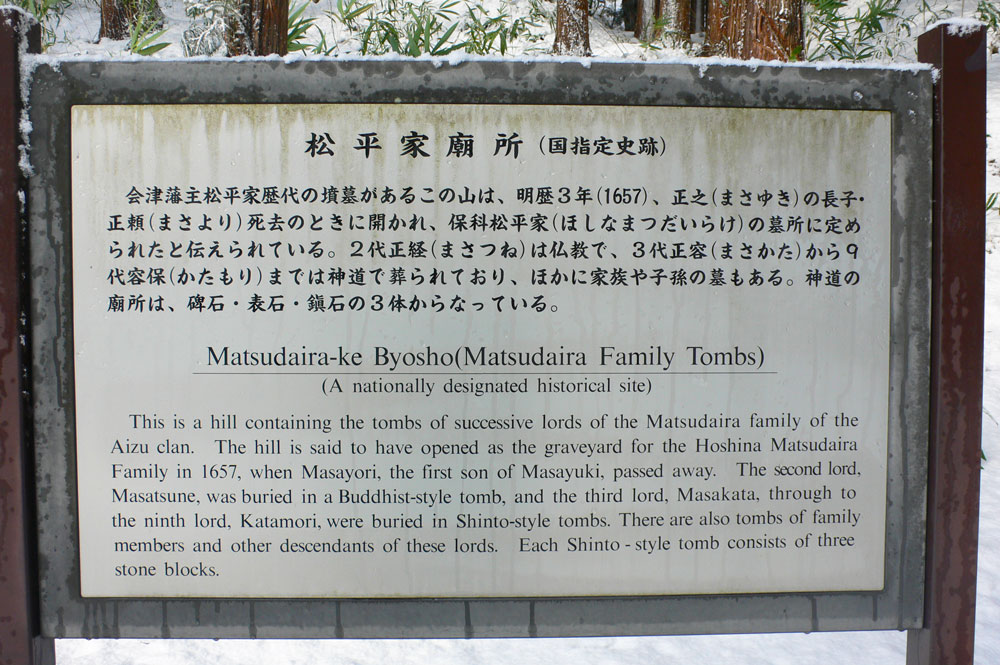 松平家廟所(国指定史跡)
会津藩主松平家歴代の墳墓があるこの山は、明歴3年(1657)、正之(まさゆき)の長子・
正頼(まさより)死去のときに開かれ、保科松平家(ほしなまつだいらけ)の墓所に定め
られたと伝えられている。2代正経(まさつね)は仏教で、3代正容(まさかた)から9
代容保(かたもり)までは神道で葬られており、ほかに家族や子孫の墓もある。神道の
廟所は、碑石・表石・鎭石の3体からなっている。
Matsudaira-ke Byosho(Matsudaira Family Tombs)
(A nationally designated historical site)
This is a hill containing the tombs of successive lords of the Matsudaira family of the
Aizu clan. The hill is said to have opened as the graveyard for the Hoshina Matsudaira
Family in 1657, when Masayori, the first son of Masayuki, passed away. The second lord,
Masatsune, was buried in a Buddhist-style tomb, and the third lord, Masakata, through to
the ninth lord, Katamori, were buried in Shinto-style tombs. There are also tombs of family
members and other descendants of these lords. Each Shinto-style tomb consists of three
stone blocks.